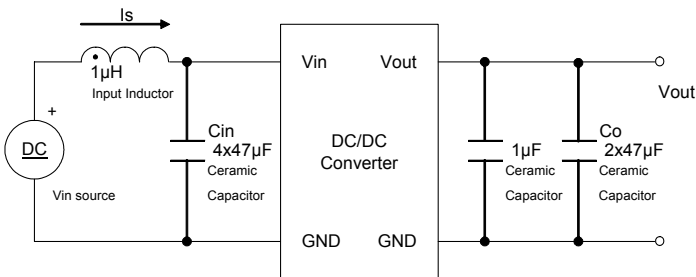 Is
1µH
Input Inductor
+
DC
Vin source
Cin
4x47µF
Ceramic
Capacitor
Vin
Vout
DC/DC
Converter
GND
GND
1µF
Ceramic
Capacitor
Co
2x47µF
Ceramic
Capacitor
Vout